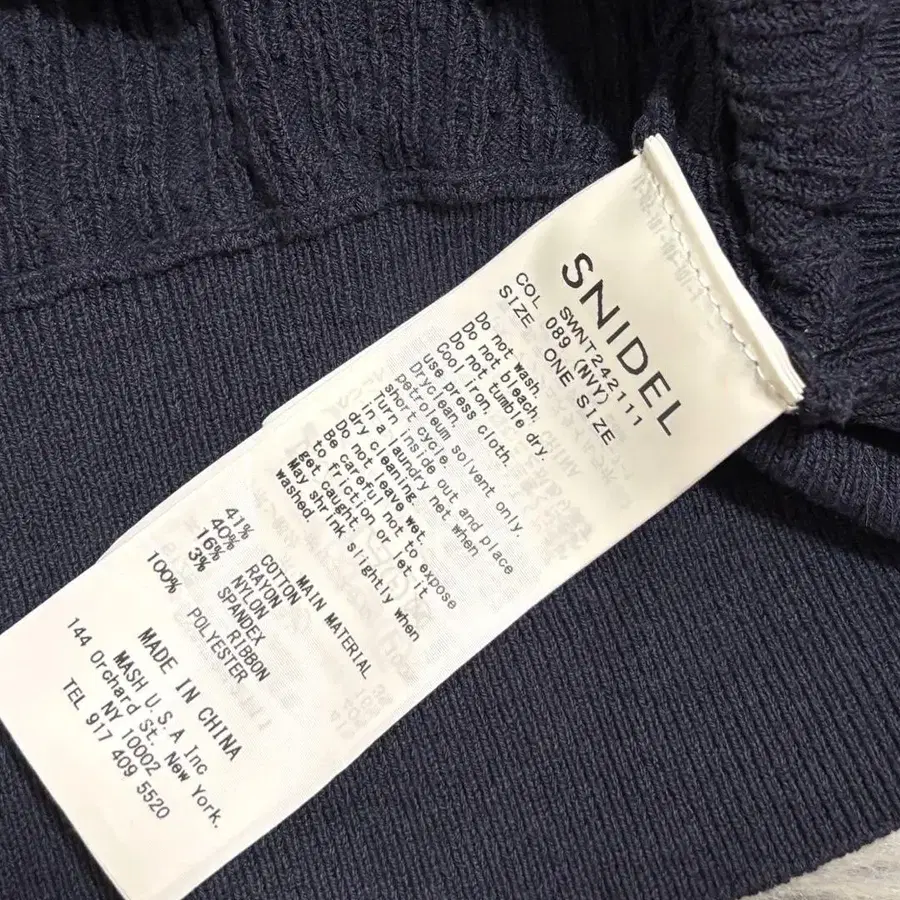 SNIDEL
SWNT242111
COL 089 (NVY)
SIZE ONE SIZE
Do not wash.
Do not bleach.
Do not tumble dry.
Cool iron.
use press cloth.
Dryclean.
petroleum solvent only.
short cycle.
Turn inside out and place
in a laundry net when
dry cleaning.
Do not leave wet.
Be careful not to expose
to friction or let it
get caught.
May shrink slightly when
washed.
MAIN MATERIAL
41% COTTON
40% RAYON
16% NYLON
3% SPANDEX
RIBBON
100% POLYESTER
MADE IN CHINA
MASH U.S.A Inc
144 Orchard St. New York.
NY 10002
TEL 917 409 5520